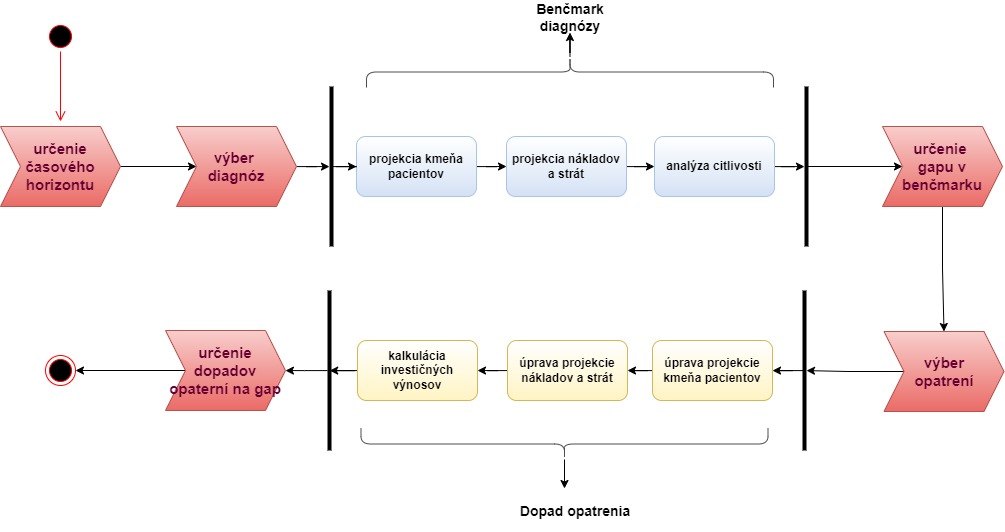 Benčmark
diagnózy
určenie
časového
horizontu
výber
diagnóz
projekcia kmeňa
pacientov
projekcia nákladov
a strát
analýza citlivosti
určenie
gapu v
benčmarku
určenie
dopadov
opaterní na gap
kalkulácia
investičných
výnosov
úprava projekcie
nákladov a strát
úprava projekcie
kmeňa pacientov
výber
opatrení
Dopad opatrenia